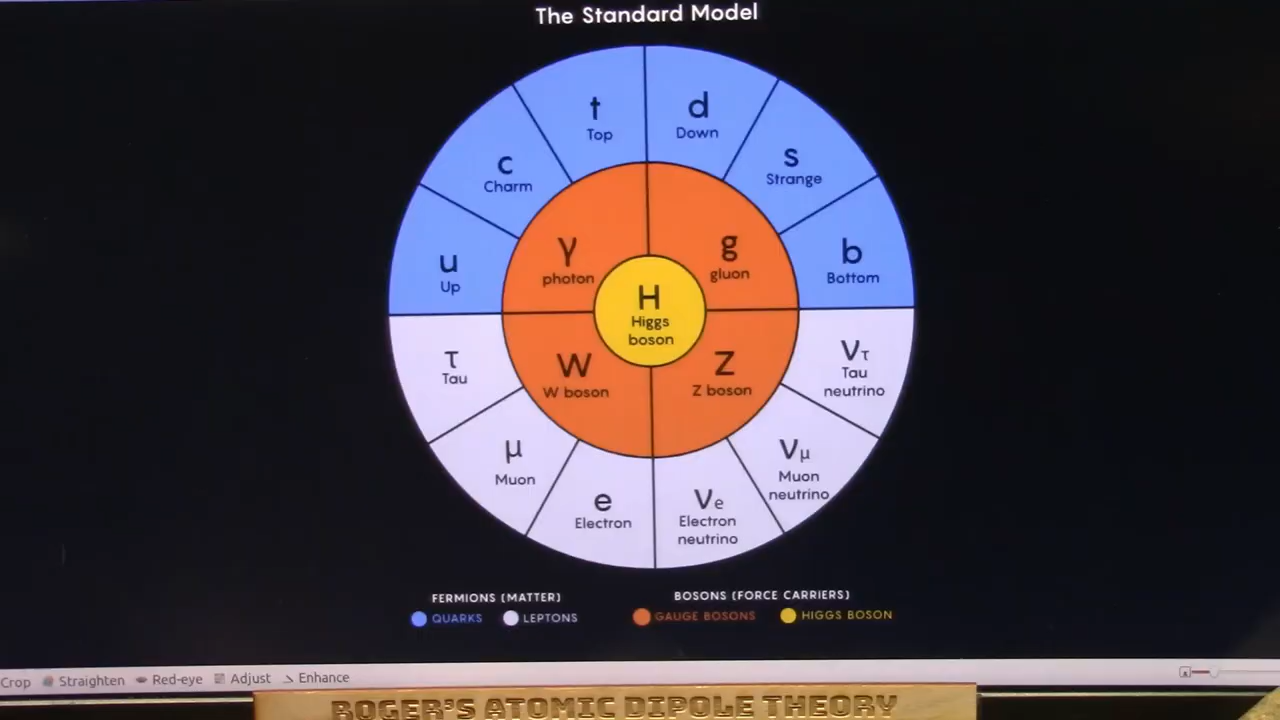 The Standard Model
t
Top
d
Down
c
Charm
s
Strange
u
Up
b
Bottom
γ
photon
g
gluon
H
Higgs
boson
W
W boson
Z
Z boson
τ
Tau
ντ
Tau
neutrino
μ
Muon
νμ
Muon
neutrino
e
Electron
νe
Electron
neutrino
FERMIONS (MATTER)
QUARKS LEPTONS
BOSONS (FORCE CARRIERS)
GAUGE BOSONS HIGGS BOSON
Crop Straighten Red-eye Adjust Enhance
ROGER'S ATOMIC DIPOLE THEORY